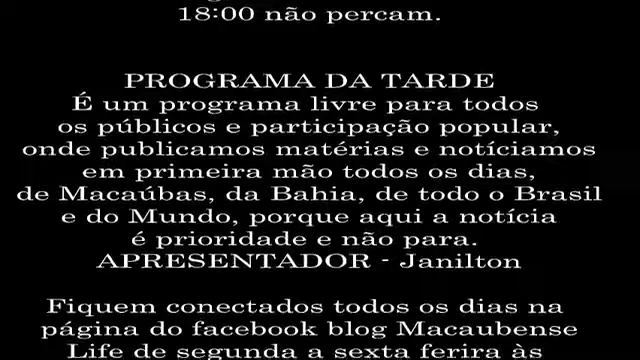 18:00 não percam.
PROGRAMA DA TARDE
É um programa livre para todos
os públicos e participação popular,
onde publicamos matérias e notíciamos
em primeira mão todos os dias,
de Macaúbas, da Bahia, de todo o Brasil
e do Mundo, porque aqui a notícia
é prioridade e não para.
APRESENTADOR - Janilton
Fiquem conectados todos os dias na
página do facebook blog Macaubense
Life de segunda a sexta ferira às